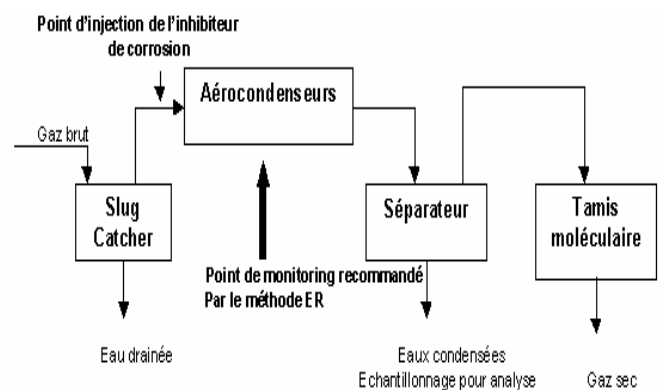 Point d'injection de l'inhibiteur
de corrosion
Aérocondenseurs
Gaz brut
Slug
Catcher
Séparateur
Tamis
moléculaire
Point de monitoring recommandé
Par le méthode ER
Eau drainée
Eaux condensées
Echantillonnage pour analyse
Gaz sec